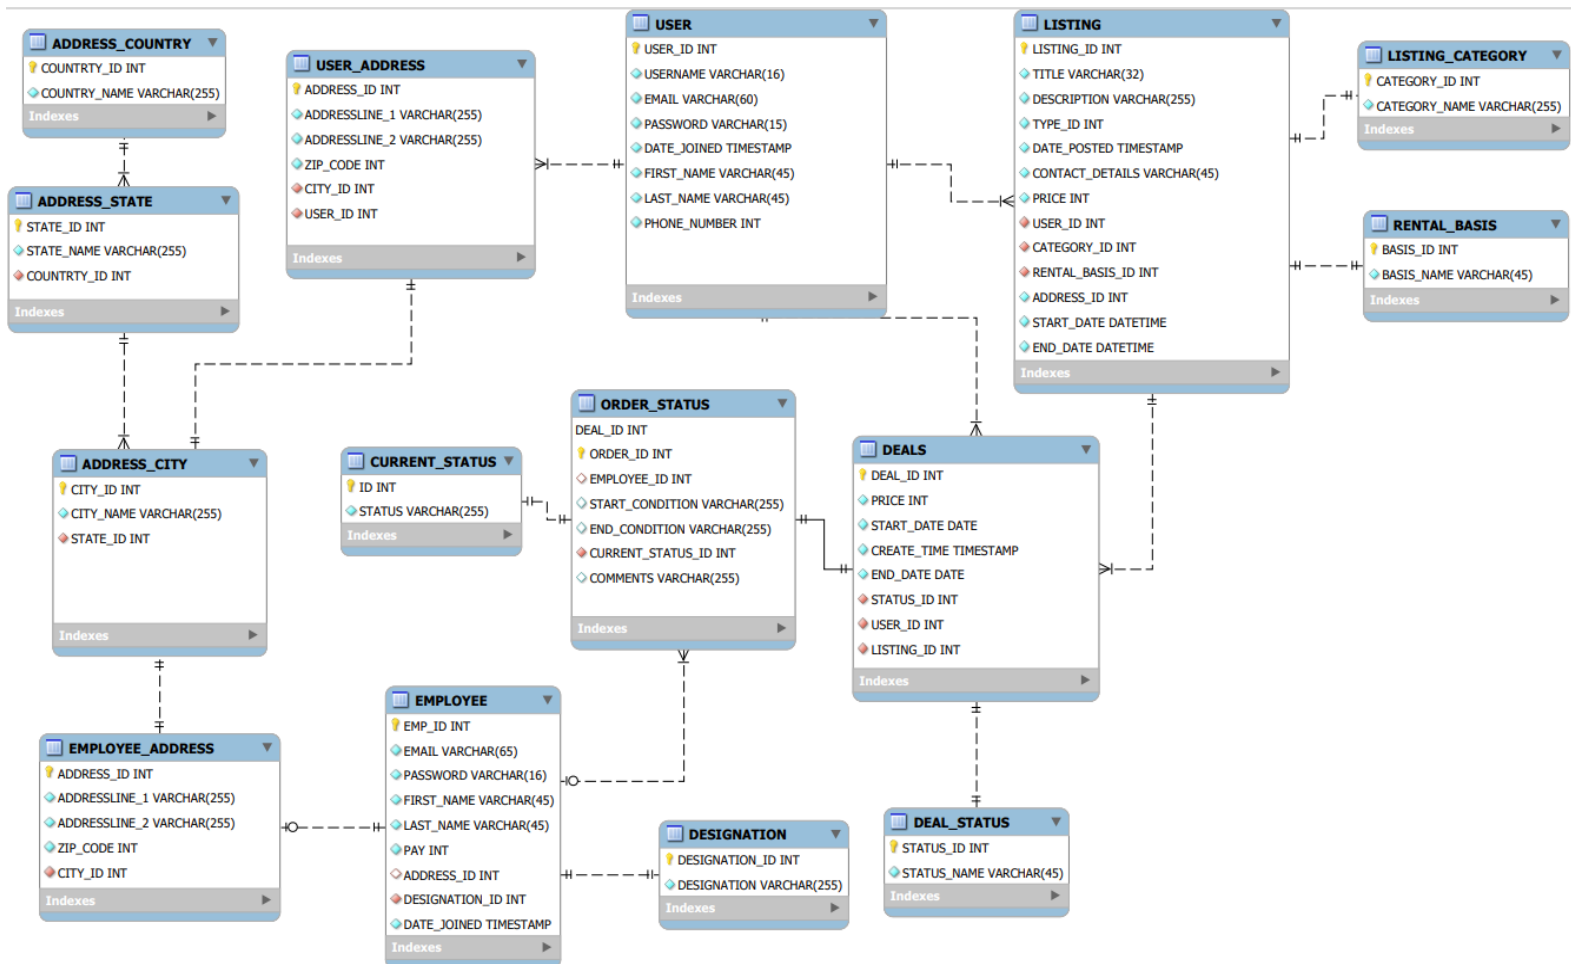 ADDRESS_COUNTRY
COUNTRTY_ID INT
COUNTRY_NAME VARCHAR(255)
Indexes
USER_ADDRESS
ADDRESS_ID INT
ADDRESSLINE_1 VARCHAR(255)
ADDRESSLINE_2 VARCHAR(255)
ZIP_CODE INT
CITY_ID INT
USER_ID INT
Indexes
USER
USER_ID INT
USERNAME VARCHAR(16)
EMAIL VARCHAR(60)
PASSWORD VARCHAR(15)
DATE_JOINED TIMESTAMP
FIRST_NAME VARCHAR(45)
LAST_NAME VARCHAR(45)
PHONE_NUMBER INT
Indexes
LISTING
LISTING_ID INT
TITLE VARCHAR(32)
DESCRIPTION VARCHAR(255)
TYPE_ID INT
DATE_POSTED TIMESTAMP
CONTACT_DETAILS VARCHAR(45)
PRICE INT
USER_ID INT
CATEGORY_ID INT
RENTAL_BASIS_ID INT
ADDRESS_ID INT
START_DATE DATETIME
END_DATE DATETIME
Indexes
LISTING_CATEGORY
CATEGORY_ID INT
CATEGORY_NAME VARCHAR(255)
Indexes
ADDRESS_STATE
STATE_ID INT
STATE_NAME VARCHAR(255)
COUNTRTY_ID INT
Indexes
RENTAL_BASIS
BASIS_ID INT
BASIS_NAME VARCHAR(45)
Indexes
ADDRESS_CITY
CITY_ID INT
CITY_NAME VARCHAR(255)
STATE_ID INT
Indexes
CURRENT_STATUS
ID INT
STATUS VARCHAR(255)
Indexes
ORDER_STATUS
DEAL_ID INT
ORDER_ID INT
EMPLOYEE_ID INT
START_CONDITION VARCHAR(255)
END_CONDITION VARCHAR(255)
CURRENT_STATUS_ID INT
COMMENTS VARCHAR(255)
Indexes
DEALS
DEAL_ID INT
PRICE INT
START_DATE DATE
CREATE_TIME TIMESTAMP
END_DATE DATE
STATUS_ID INT
USER_ID INT
LISTING_ID INT
Indexes
EMPLOYEE_ADDRESS
ADDRESS_ID INT
ADDRESSLINE_1 VARCHAR(255)
ADDRESSLINE_2 VARCHAR(255)
ZIP_CODE INT
CITY_ID INT
Indexes
EMPLOYEE
EMP_ID INT
EMAIL VARCHAR(65)
PASSWORD VARCHAR(16)
FIRST_NAME VARCHAR(45)
LAST_NAME VARCHAR(45)
PAY INT
ADDRESS_ID INT
DESIGNATION_ID INT
DATE_JOINED TIMESTAMP
Indexes
DESIGNATION
DESIGNATION_ID INT
DESIGNATION VARCHAR(255)
Indexes
DEAL_STATUS
STATUS_ID INT
STATUS_NAME VARCHAR(45)
Indexes